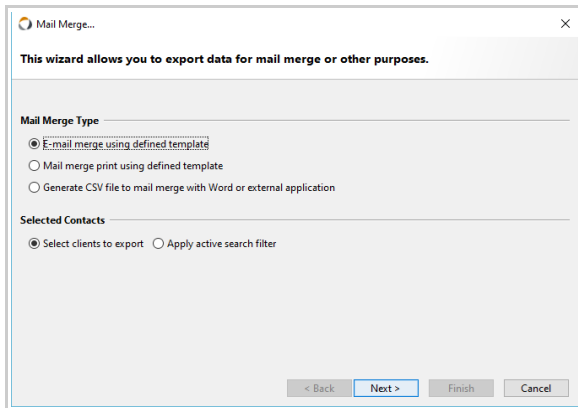 Mail Merge...
This wizard allows you to export data for mail merge or other purposes.
Mail Merge Type
E-mail merge using defined template
Mail merge print using defined template
Generate CSV file to mail merge with Word or external application
Selected Contacts
Select clients to export Apply active search filter
< Back Next > Finish Cancel